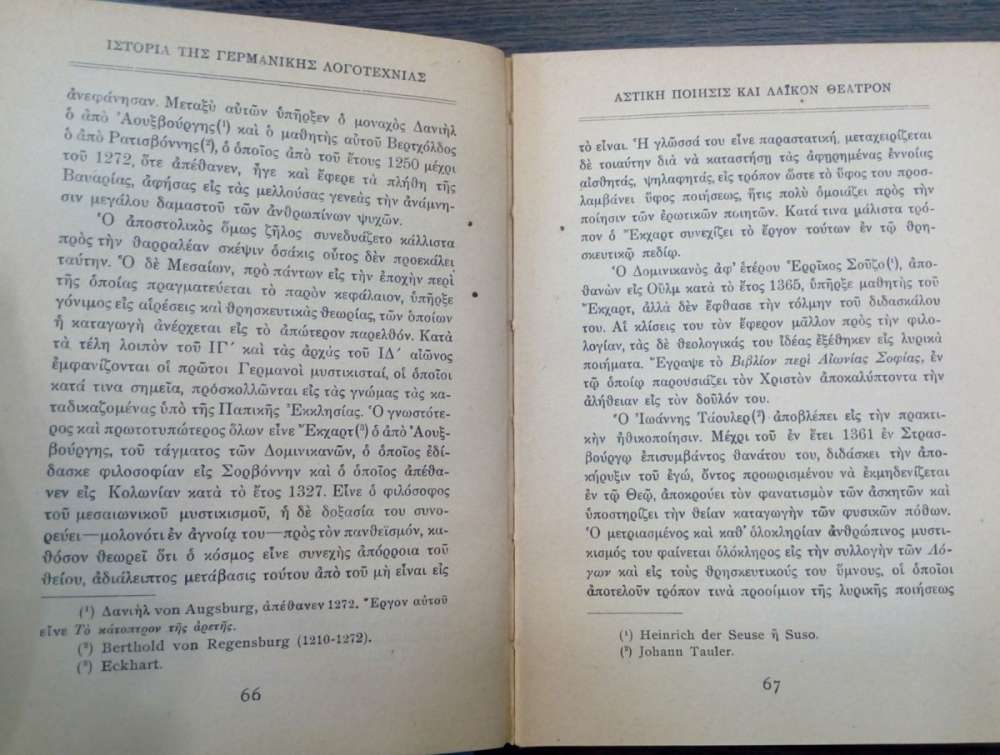 ΙΣΤΟΡΙΑ ΤΗΣ ΓΕΡΜΑΝΙΚΗΣ ΛΟΓΟΤΕΧΝΙΑΣ
ἀνεφάνησαν. Μεταξὺ αὐτῶν ὑπῆρξεν ὁ μοναχὸς Δανιὴλ
ὁ ἀπὸ Ἀουξβούργης(¹) καὶ ὁ μαθητὴς αὐτοῦ Βερτχόλδος
ὁ ἀπὸ Ρατισβόννης(²), ὁ ὁποῖος ἀπὸ τοῦ ἔτους 1250 μέχρι
τοῦ 1272, ὅτε ἀπέθανεν, ἦγε καὶ ἔφερε τὰ πλήθη τῆς
Βαναρίας, ἀφήσας εἰς τὰς μελλούσας γενεὰς τὴν ἀνάμνη-
σιν μεγάλου δαμαστοῦ τῶν ἀνθρωπίνων ψυχῶν.
Ὁ ἀποστολικὸς ὅμως ζῆλος συνεδυάζετο κάλλιστα
πρὸς τὴν θαρραλέαν σκέψιν ὁσάκις οὗτος δὲν προεκάλει
ταύτην. Ὁ δὲ Μεσαίων, πρὸ πάντων εἰς τὴν ἐποχὴν περὶ
τῆς ὁποίας πραγματεύεται τὸ παρὸν κεφάλαιον, ὑπῆρξε
γόνιμος εἰς αἱρέσεις καὶ θρησκευτικὰς θεωρίας, τῶν ὁποίων
ἡ καταγωγὴ ἀνέρχεται εἰς τὸ ἀπώτερον παρελθόν. Κατὰ
τὰ τέλη λοιπὸν τοῦ ΙΓ΄ καὶ τὰς ἀρχὰς τοῦ ΙΔ΄ αἰῶνος
ἐμφανίζονται οἱ πρῶτοι Γερμανοὶ μυστικισταί, οἱ ὁποῖοι
κατά τινα σημεῖα, πρόσκολλῶνται εἰς τὰς γνώμας τὰς κα-
ταδικαζομένας ὑπὸ τῆς Παπικῆς Ἐκκλησίας. Ὁ γνωστότε-
ρος καὶ πρωτοτυπώτερος ὅλων εἶνε Ἔκχαρτ(³) ὁ ἀπὸ Ἀουξ-
βούργης, τοῦ τάγματος τῶν Δομινικανῶν, ὁ ὁποῖος ἐδί-
δασκε φιλοσοφίαν εἰς Σορβόννην καὶ ὁ ὁποῖος ἀπέθα-
νεν εἰς Κολωνίαν κατὰ τὸ ἔτος 1327. Εἶνε ὁ φιλόσοφος
τοῦ μεσαιωνικοῦ μυστικισμοῦ, ἡ δὲ δοξασία του συνο-
ρεύει—μολονότι ἐν ἀγνοίᾳ του—πρὸς τὸν πανθεϊσμόν, κα-
θόσον θεωρεῖ ὅτι ὁ κόσμος εἶνε συνεχὴς ἀπόρροια τοῦ
θείου, ἀδιάλειπτος μετάβασις τούτου ἀπὸ τοῦ μὴ εἶναι εἰς
(¹) Δανιὴλ von Augsburg, ἀπέθανεν 1272. Ἔργον αὐτοῦ
εἶνε Τὸ κάτοπτρον τῆς ἀρετῆς.
(²) Berthold von Regensburg (1210-1272).
(³) Eckhart.
66
ΑΣΤΙΚΗ ΠΟΙΗΣΙΣ ΚΑΙ ΛΑΪΚΟΝ ΘΕΑΤΡΟΝ
τὸ εἶναι. Ἡ γλῶσσά του εἶνε παραστατική, μεταχειρίζεται
δὲ τοιαύτην διὰ νὰ καταστήσῃ τὰς ἀφηρημένας ἐννοίας
αἰσθητάς, ψηλαφητάς, εἰς τρόπον ὥστε τὸ ὕφος του προσ-
λαμβάνει ὕφος ποιήσεως, ἥτις πολὺ ὁμοιάζει πρὸς τὴν
ποίησιν τῶν ἐρωτικῶν ποιητῶν. Κατά τινα μάλιστα τρό-
πον ὁ Ἔκχαρτ συνεχίζει τὸ ἔργον τούτων ἐν τῷ θρη-
σκευτικῷ πεδίῳ.
Ὁ Δομινικανὸς ἀφ' ἑτέρου Ἑρρῖκος Σοῦζο(¹), ἀπο-
θανὼν εἰς Οὖλμ κατὰ τὸ ἔτος 1365, ὑπῆρξε μαθητὴς τοῦ
Ἔκχαρτ, ἀλλὰ δὲν ἔφθασε τὴν τόλμην τοῦ διδασκάλου
του. Αἱ κλίσεις του τὸν ἔφερον μᾶλλον πρὸς τὴν φιλο-
λογίαν, τὰς δὲ θεολογικάς του ἰδέας ἐξέθηκεν εἰς λυρικὰ
ποιήματα. Ἔγραψε τὸ Βιβλίον περὶ Αἰωνίας Σοφίας, ἐν
τῷ ὁποίῳ παρουσιάζει τὸν Χριστὸν ἀποκαλύπτοντα τὴν
ἀλήθειαν εἰς τὸν δοῦλόν του.
Ὁ Ἰωάννης Τάουλερ(²) ἀποβλέπει εἰς τὴν πρακτι-
κὴν ἠθικοποίησιν. Μέχρι τοῦ ἐν ἔτει 1361 ἐν Στρασ-
βούργῳ ἐπισυμβάντος θανάτου του, διδάσκει τὴν ἀπο-
κήρυξιν τοῦ ἐγώ, ὄντος προωρισμένου νὰ ἐκμηδενίζεται
ἐν τῷ Θεῷ, ἀποκρούει τὸν φανατισμὸν τῶν ἀσκητῶν καὶ
ὑποστηρίζει τὴν θείαν καταγωγὴν τῶν φυσικῶν πόθων.
Ὁ μετριασμένος καὶ καθ' ὁλοκληρίαν ἀνθρώπινος μυστι-
κισμός του φαίνεται ὁλόκληρος εἰς τὴν συλλογὴν τῶν Λό-
γων καὶ εἰς τοὺς θρησκευτικούς του ὕμνους, οἱ ὁποῖοι
ἀποτελοῦν τρόπον τινὰ προοίμιον τῆς λυρικῆς ποιήσεως
(¹) Heinrich der Seuse ἢ Suso.
(²) Johann Tauler.
67